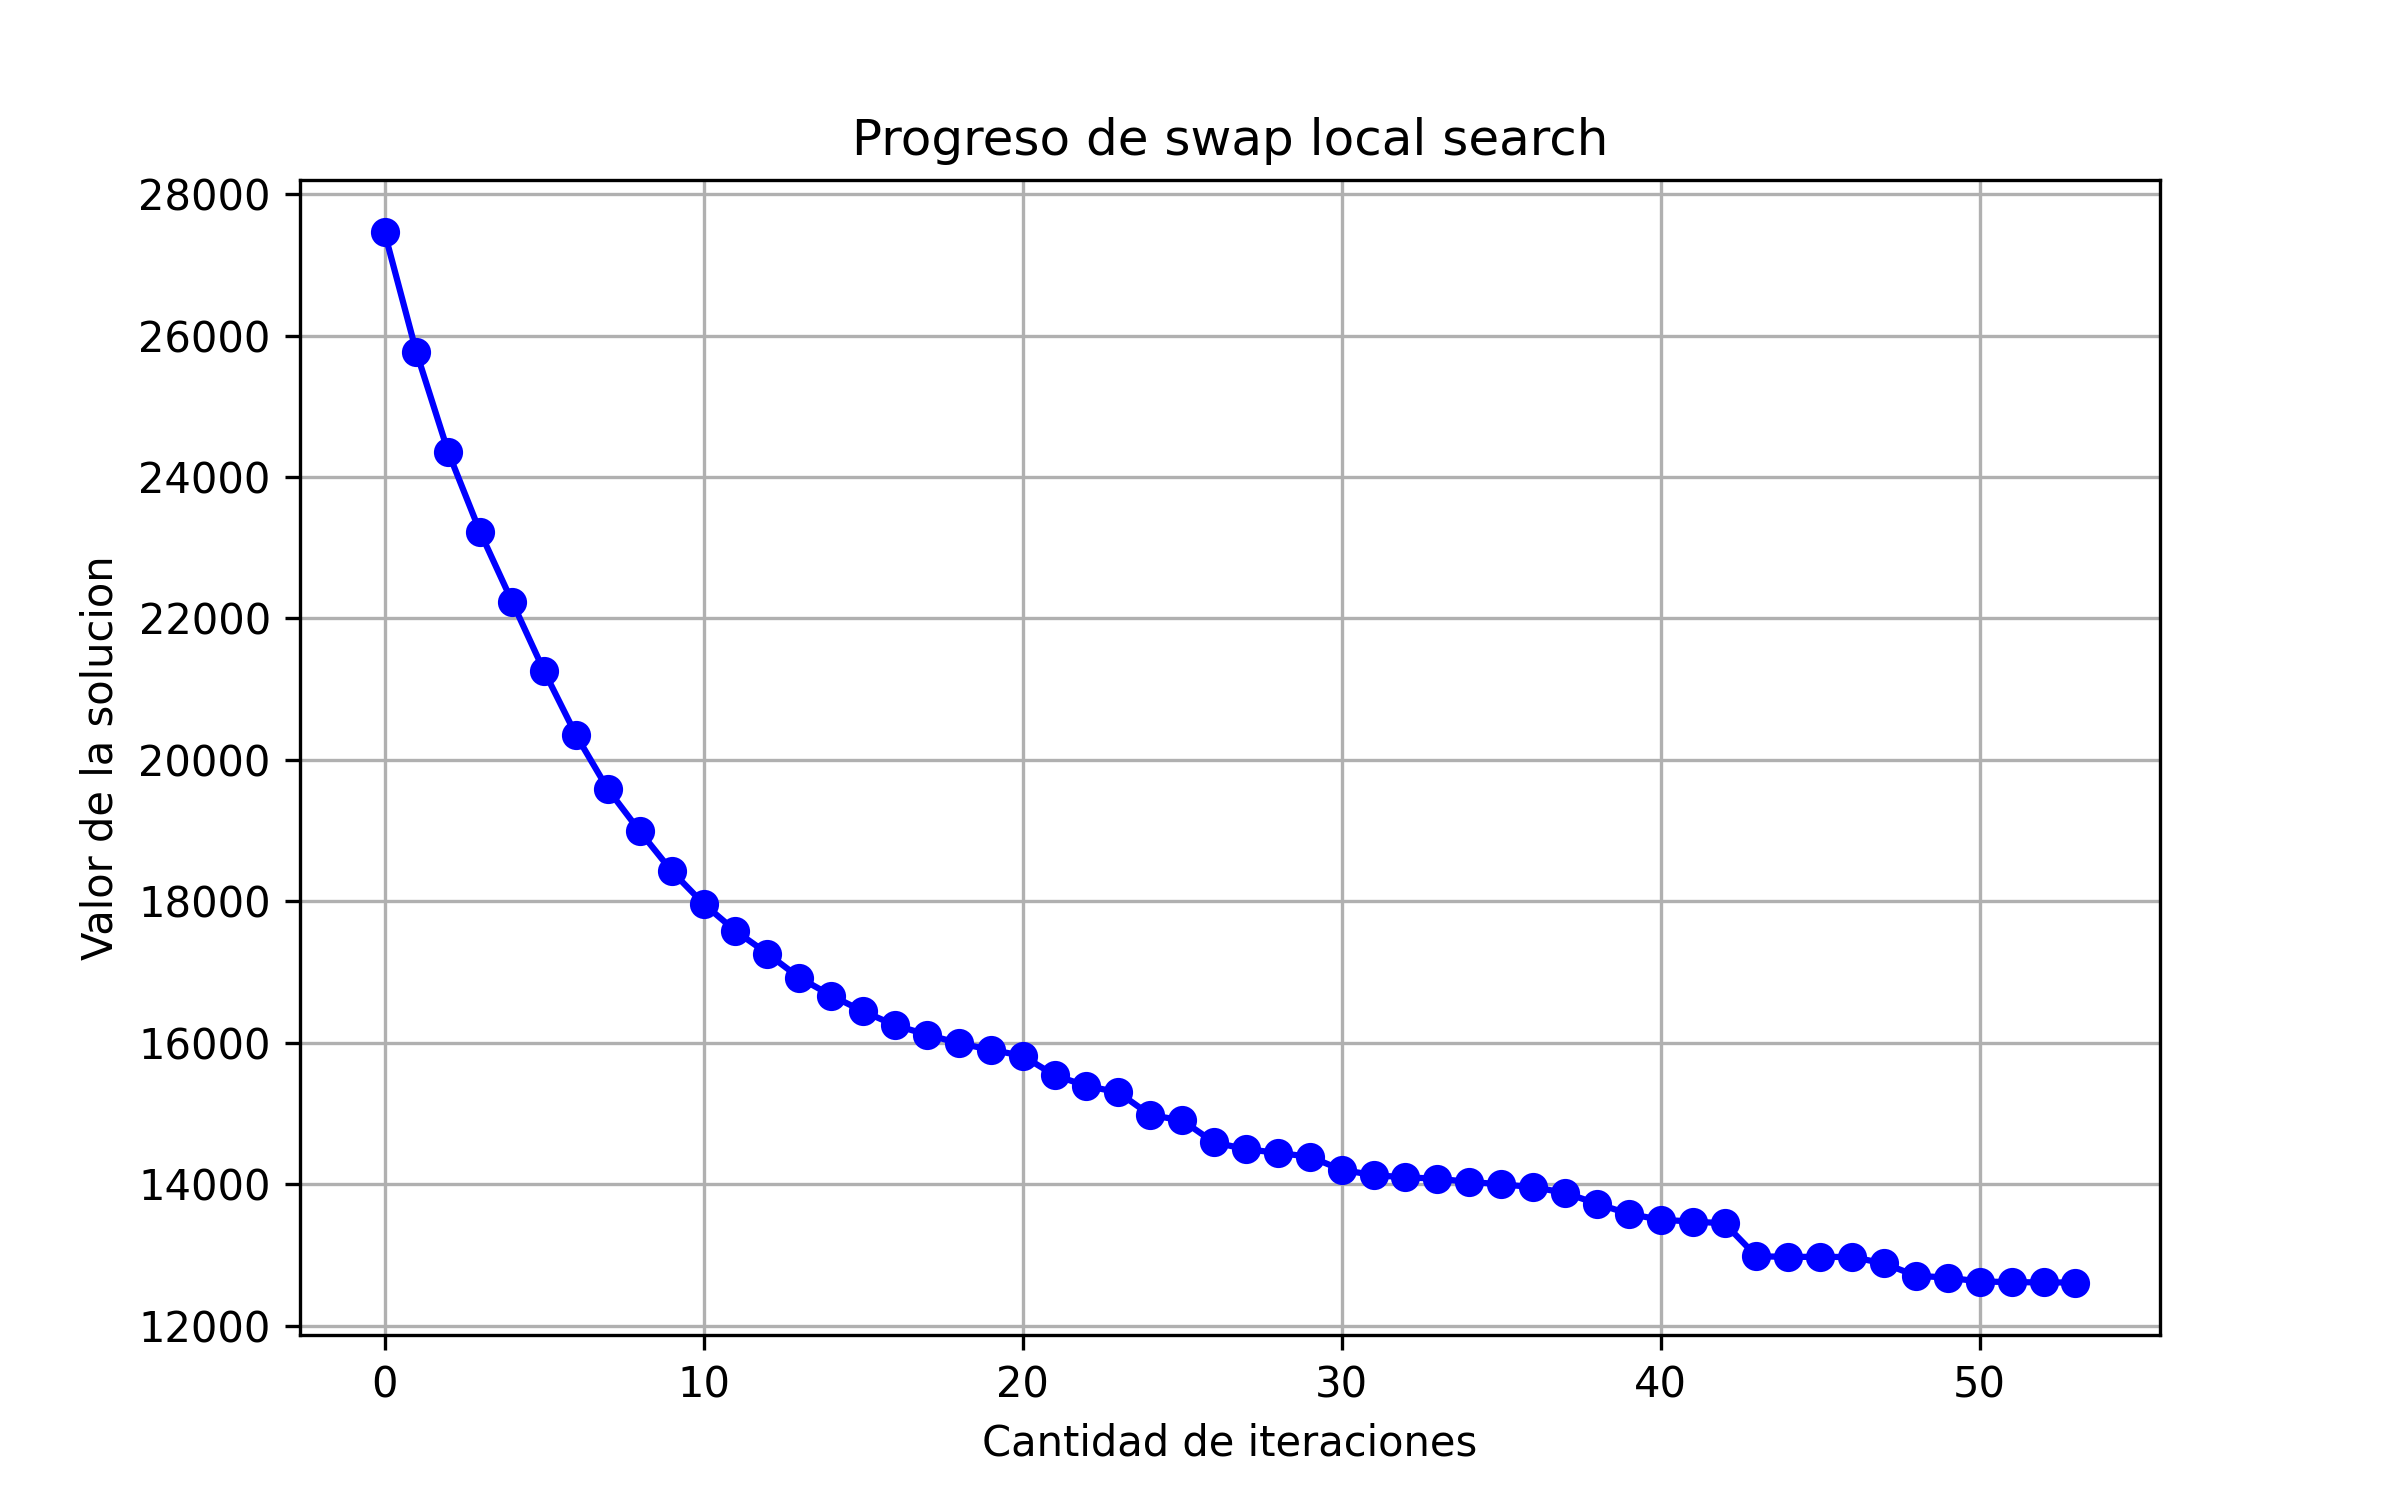 Progreso de swap local search
Valor de la solucion
28000
26000
24000
22000
20000
18000
16000
14000
12000
0 10 20 30 40 50
Cantidad de iteraciones